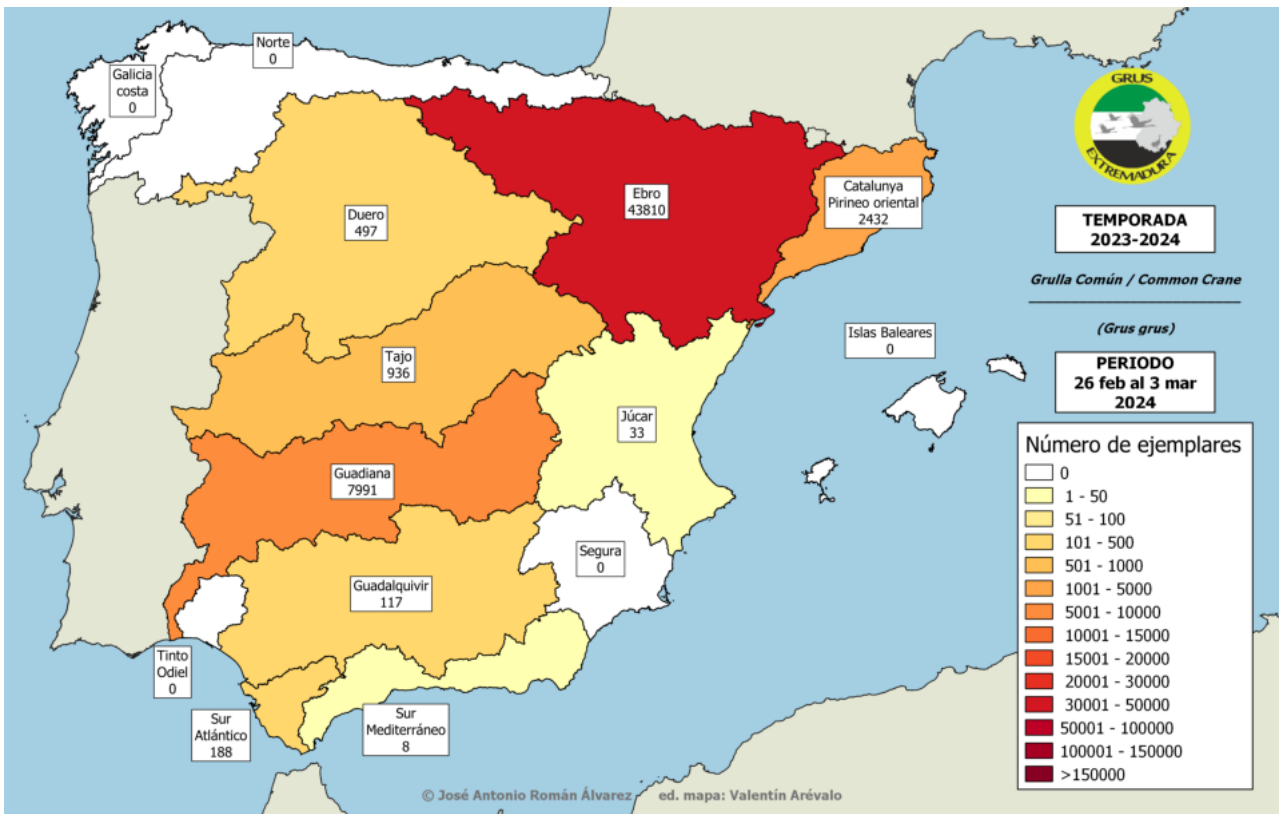 Norte
0
Galicia
costa
0
GRUS
EXTREMADURA
Ebro
43810
Catalunya
Pirineo oriental
2432
Duero
497
TEMPORADA
2023-2024
Grulla Común / Common Crane
(Grus grus)
Islas Baleares
0
PERIODO
26 feb al 3 mar
2024
Tajo
936
Júcar
33
Guadiana
7991
Segura
0
Guadalquivir
117
Tinto
Odiel
0
Sur
Atlántico
188
Sur
Mediterráneo
8
Número de ejemplares
0
1 - 50
51 - 100
101 - 500
501 - 1000
1001 - 5000
5001 - 10000
10001 - 15000
15001 - 20000
20001 - 30000
30001 - 50000
50001 - 100000
100001 - 150000
>150000
© José Antonio Román Álvarez ed. mapa: Valentín Arévalo